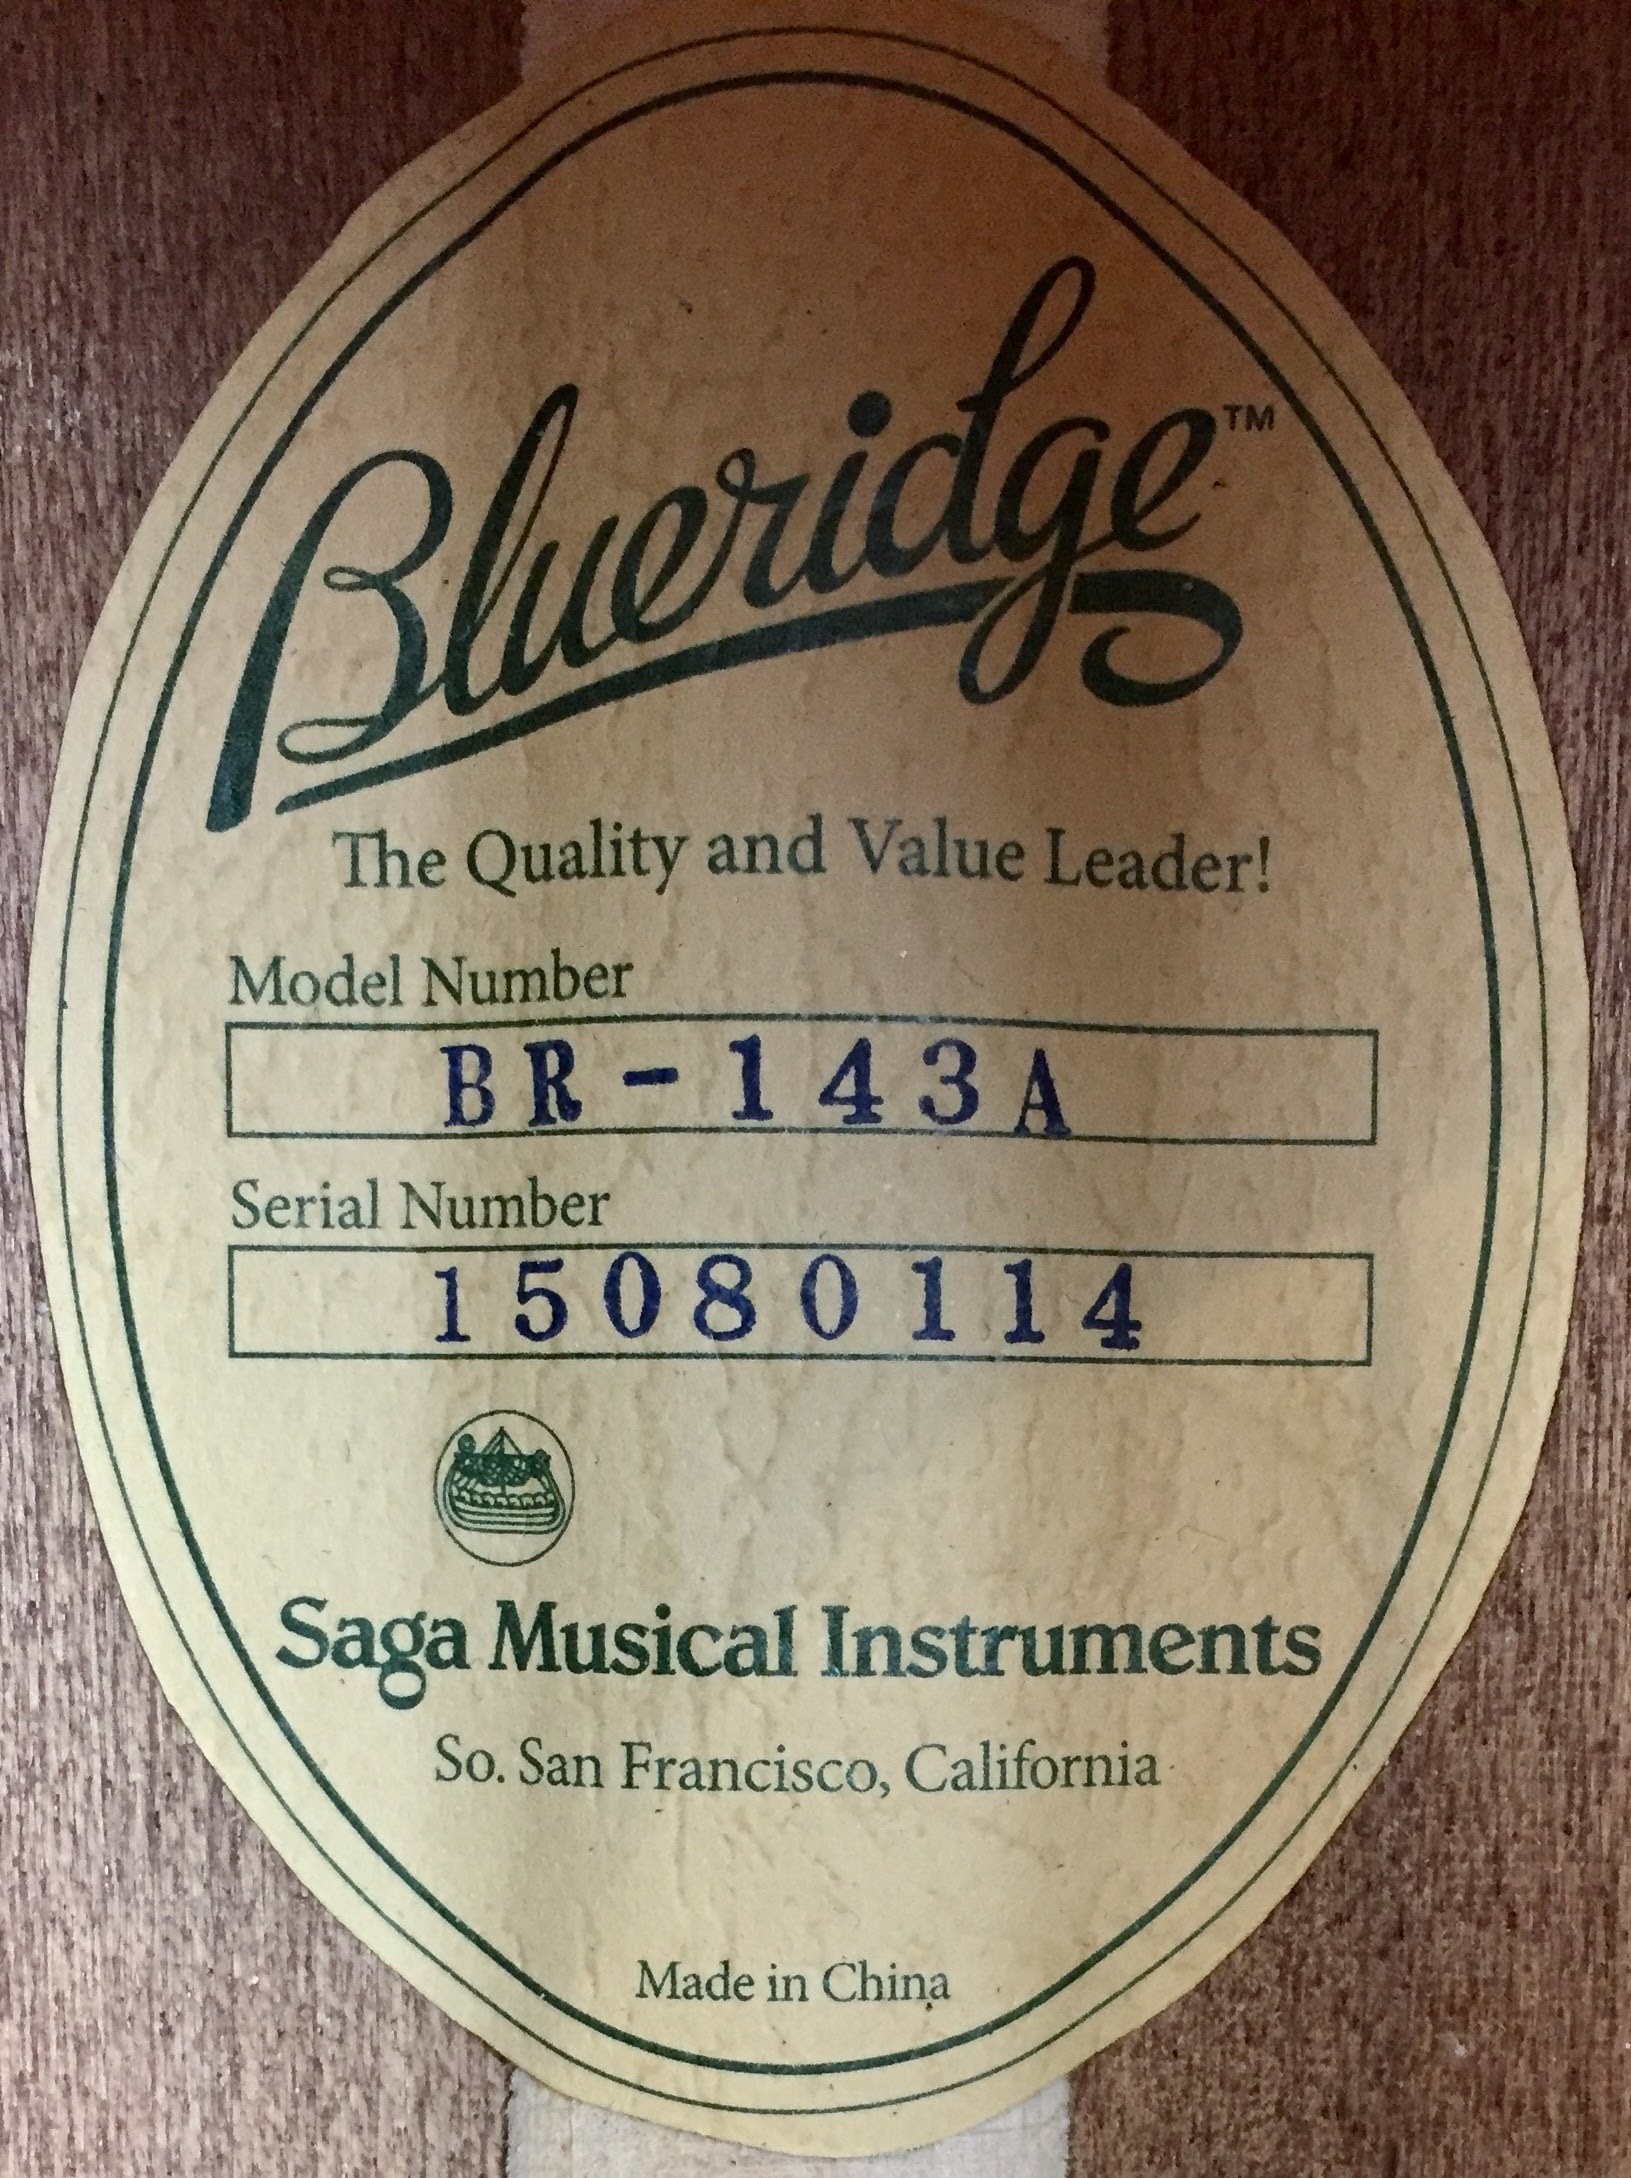 Blueridge™
The Quality and Value Leader!
Model Number
BR-143A
Serial Number
15080114
Saga Musical Instruments
So. San Francisco, California
Made in China